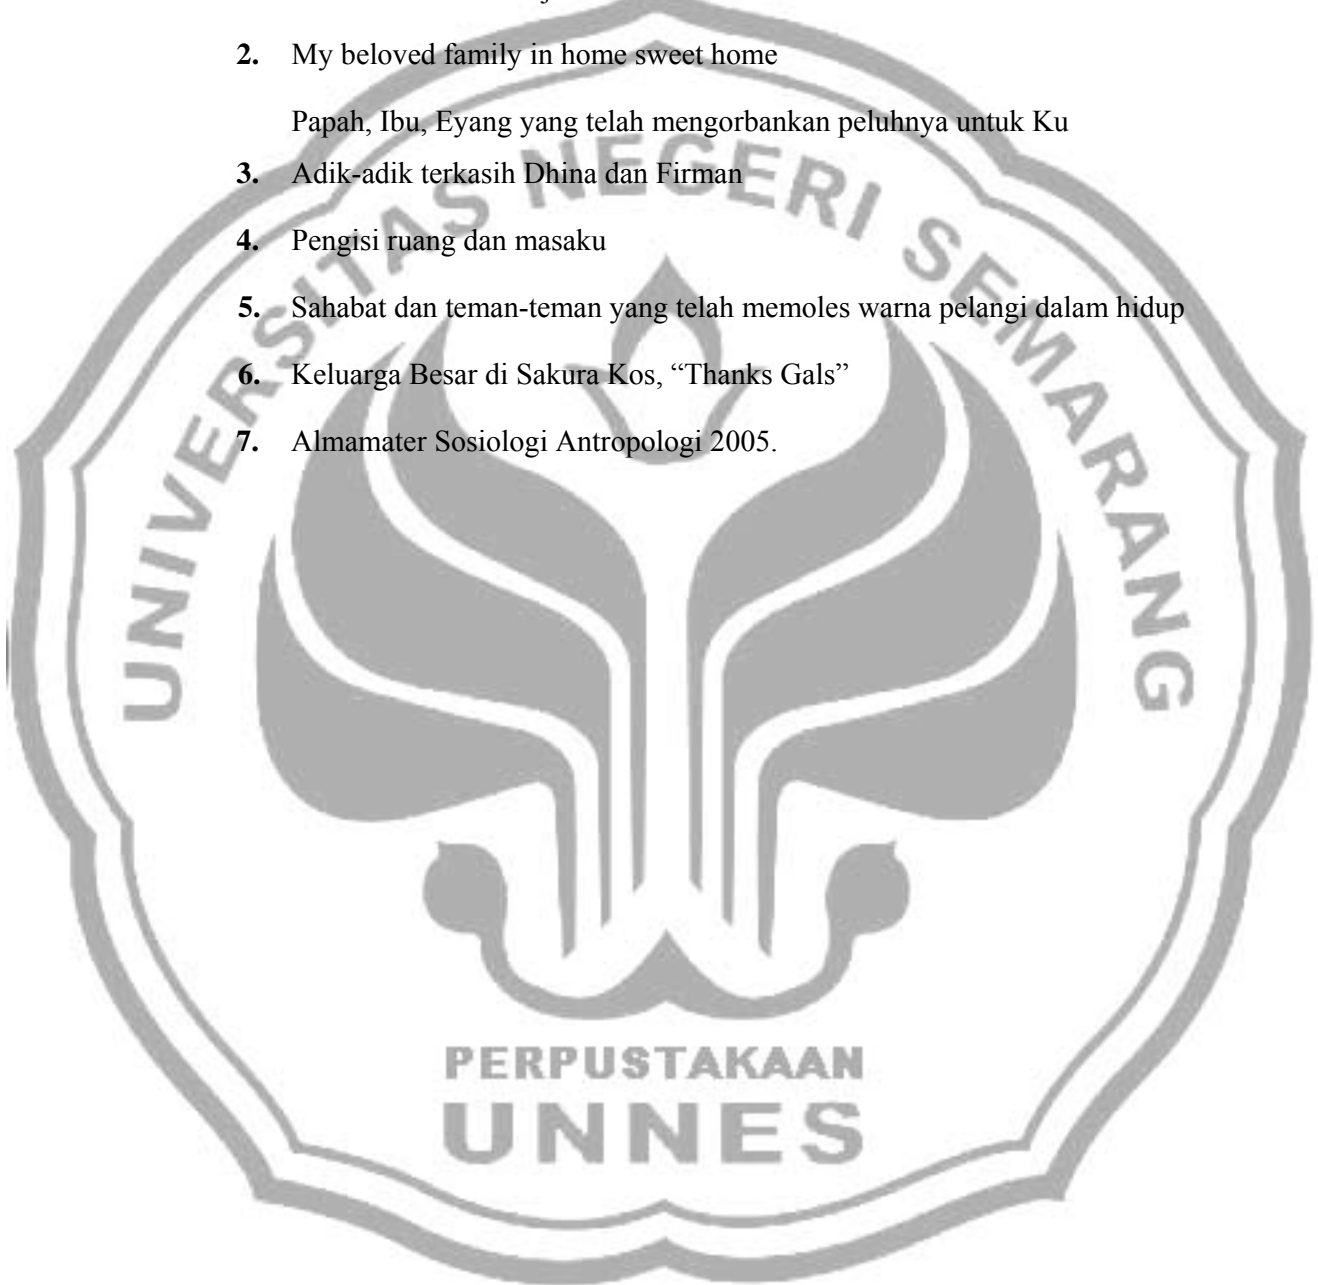 2. My beloved family in home sweet home
Papah, Ibu, Eyang yang telah mengorbankan peluhnya untuk Ku
3. Adik-adik terkasih Dhina dan Firman
4. Pengisi ruang dan masaku
5. Sahabat dan teman-teman yang telah memoles warna pelangi dalam hidup
6. Keluarga Besar di Sakura Kos, “Thanks Gals”
7. Almamater Sosiologi Antropologi 2005.
UNIVERSITAS NEGERI SEMARANG
PERPUSTAKAAN
UNNES